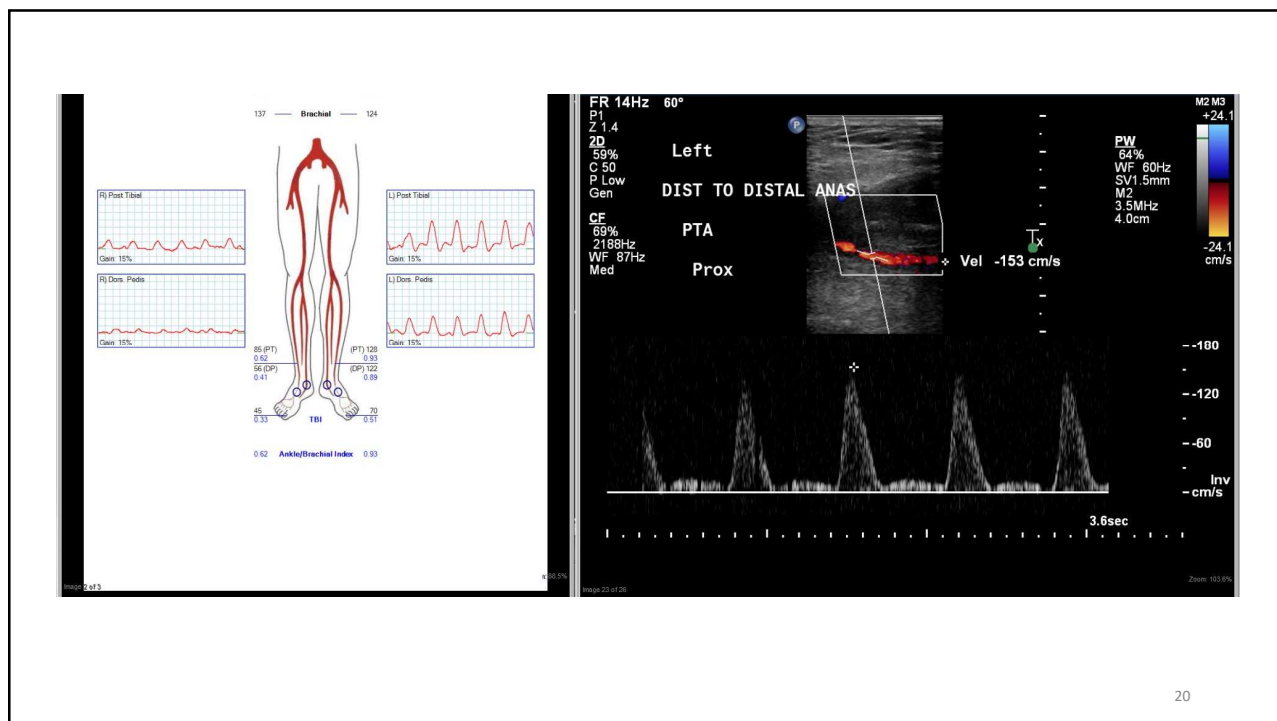 137 Brachial 124
R) Post Tibial
Gain: 15%
L) Post Tibial
Gain: 15%
R) Dors. Pedis
Gain: 15%
L) Dors. Pedis
Gain: 15%
85 (PT) (PT) 128
0.62 0.93
56 (DP) (DP) 122
0.41 0.89
45 70
0.33 TBI 0.51
0.62 Ankle/Brachial Index 0.93
Image 2 of 3
FR 14Hz 60°
P1
Z 1.4
2D
59%
C 50
P Low
Gen
CF
69%
2188Hz
WF 87Hz
Med
P
Left
DIST TO DISTAL ANAS
PTA
Prox
x
Vel -153 cm/s
M2 M3
+24.1
-24.1
cm/s
PW
64%
WF 60Hz
SV1.5mm
M2
3.5MHz
4.0cm
-180
-120
-60
Inv
cm/s
3.6sec
Image 23 of 26
Zoom: 103.6%
20